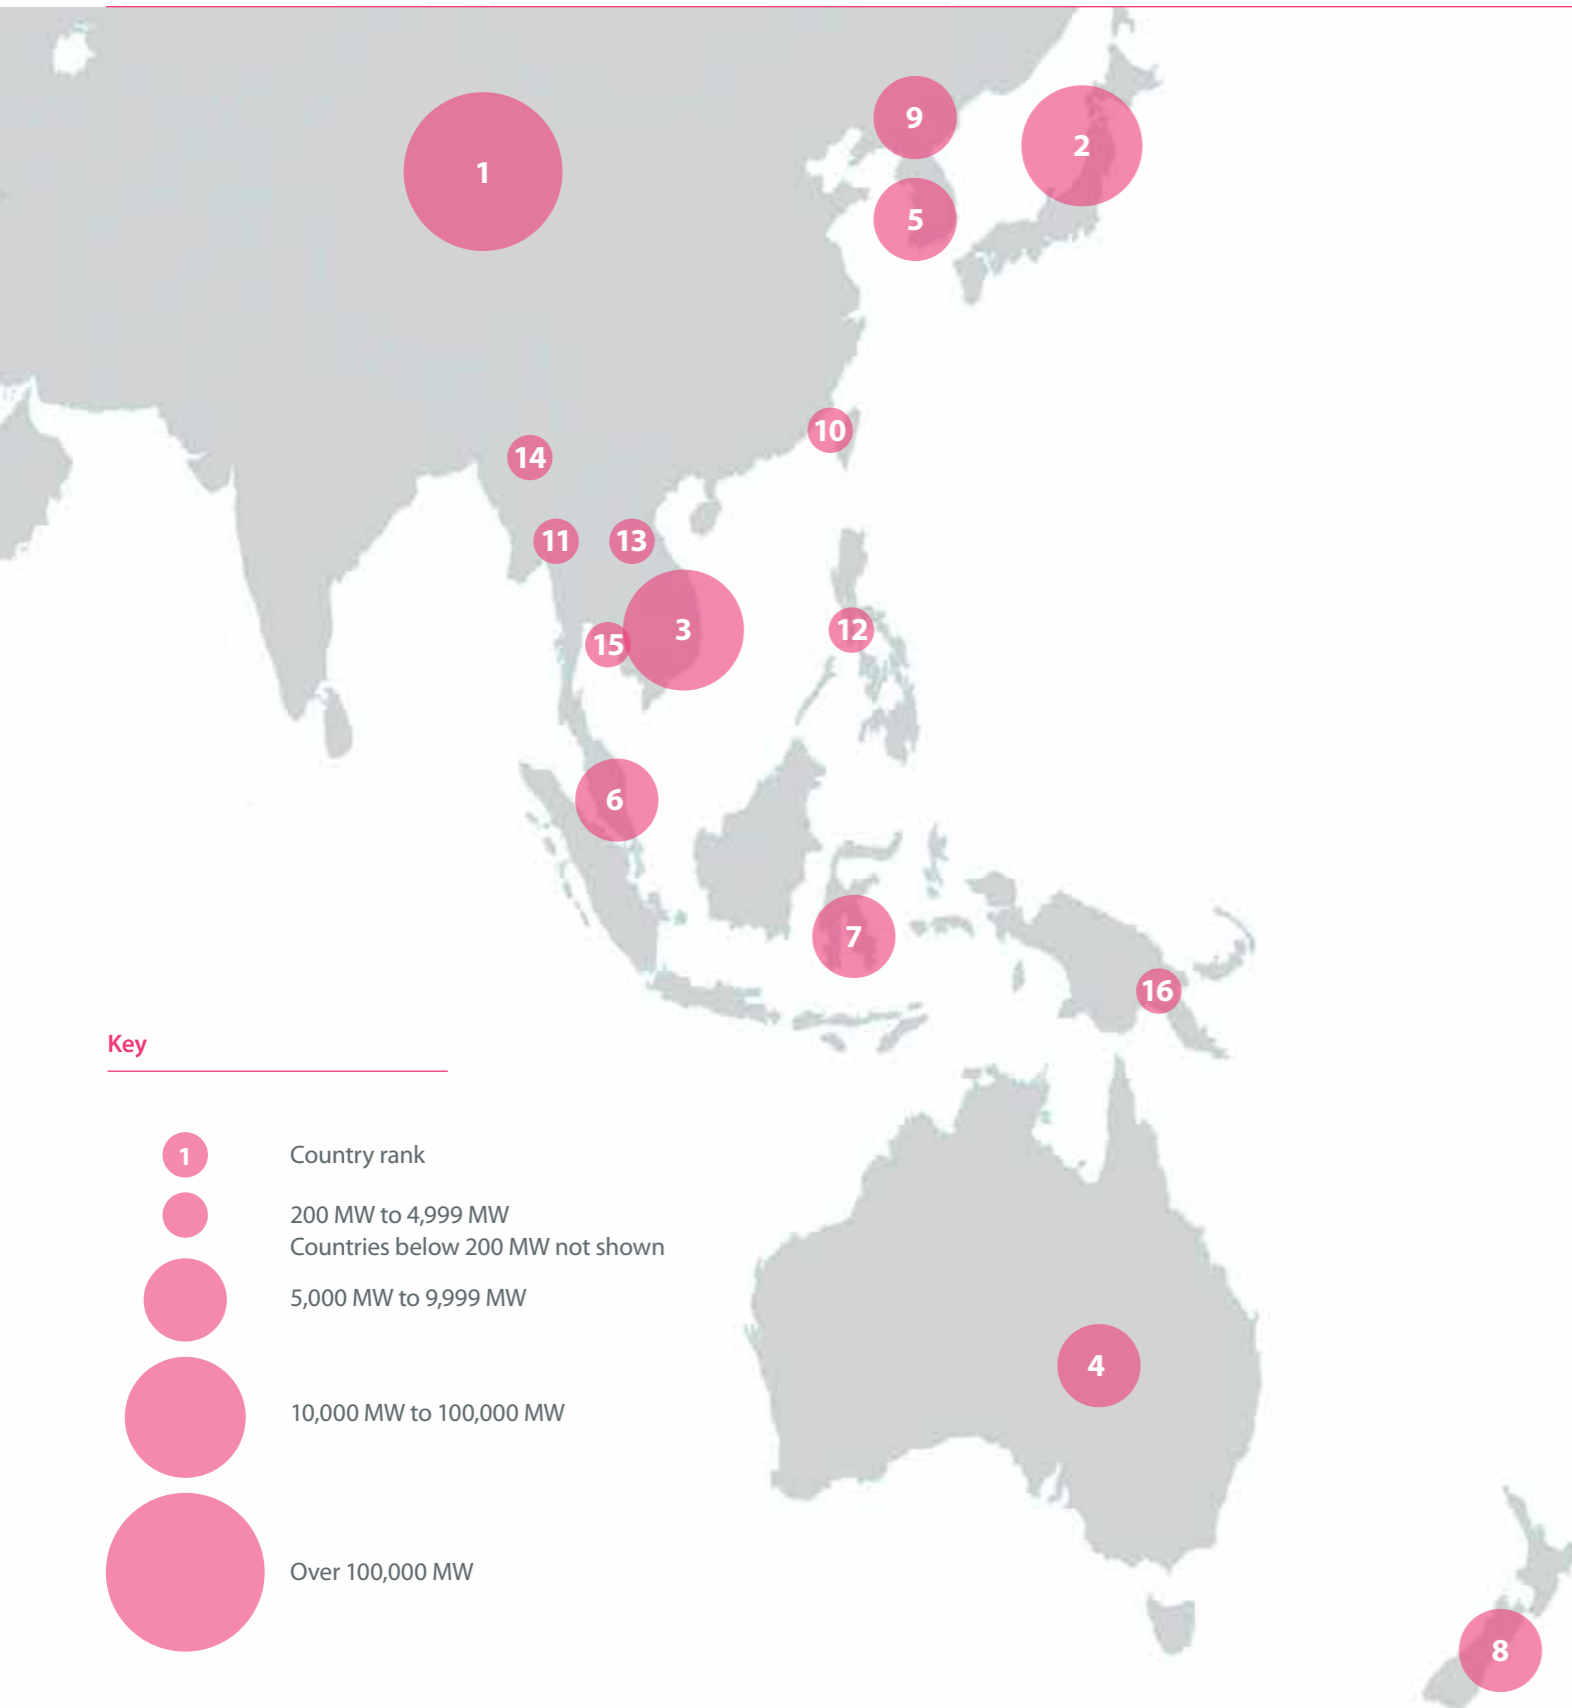 9
2
1
5
10
14
11
13
3
12
15
6
7
16
Key
1 Country rank
200 MW to 4,999 MW
Countries below 200 MW not shown
5,000 MW to 9,999 MW
4
10,000 MW to 100,000 MW
Over 100,000 MW
8